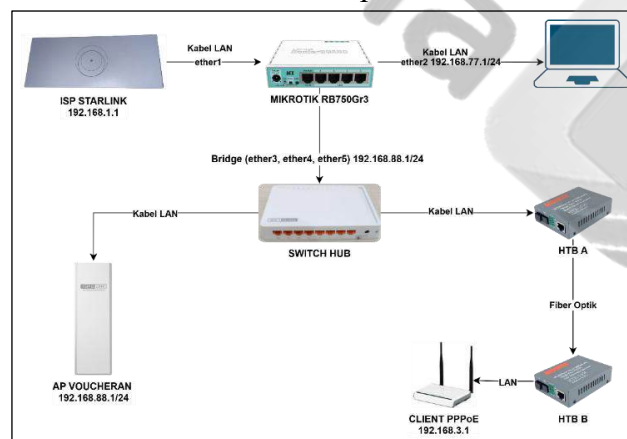 Kabel LAN
ether1
Kabel LAN
ether2 192.168.77.1/24
ISP STARLINK
192.168.1.1
MIKROTIK RB750Gr3
Bridge (ether3, ether4, ether5) 192.168.88.1/24
Kabel LAN
Kabel LAN
SWITCH HUB
HTB A
Fiber Optik
AP VOUCHERAN
192.168.88.1/24
LAN
CLIENT PPPoE
192.168.3.1
HTB B